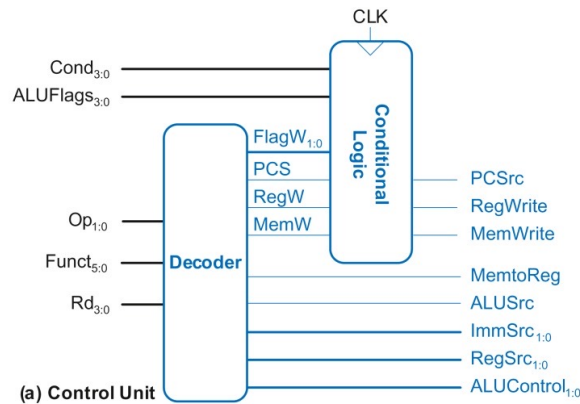 CLK
Cond3:0
ALUFlags3:0
Conditional
Logic
FlagW1:0
PCS
PCSrc
RegW
RegWrite
Op1:0
MemW
MemWrite
Funct5:0
Decoder
MemtoReg
Rd3:0
ALUSrc
ImmSrc1:0
RegSrc1:0
(a) Control Unit
ALUControl1:0